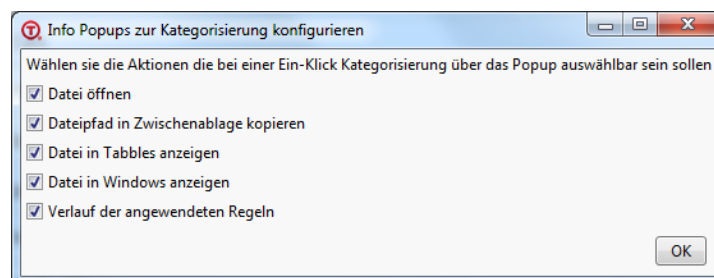 Info Popups zur Kategorisierung konfigurieren
Wählen sie die Aktionen die bei einer Ein-Klick Kategorisierung über das Popup auswählbar sein sollen
Datei öffnen
Dateipfad in Zwischenablage kopieren
Datei in Tabbles anzeigen
Datei in Windows anzeigen
Verlauf der angewendeten Regeln
OK